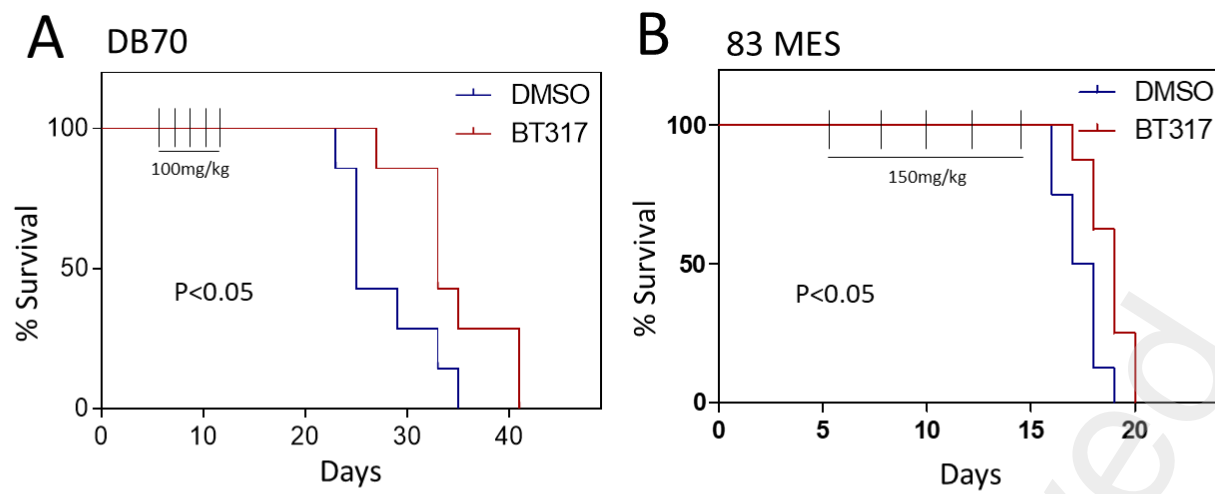 A DB70
DMSO
BT317
100
100mg/kg
50
P<0.05
0
% Survival
0 10 20 30 40
Days
B 83 MES
DMSO
BT317
100
150mg/kg
50
P<0.05
0
% Survival
0 5 10 15 20
Days